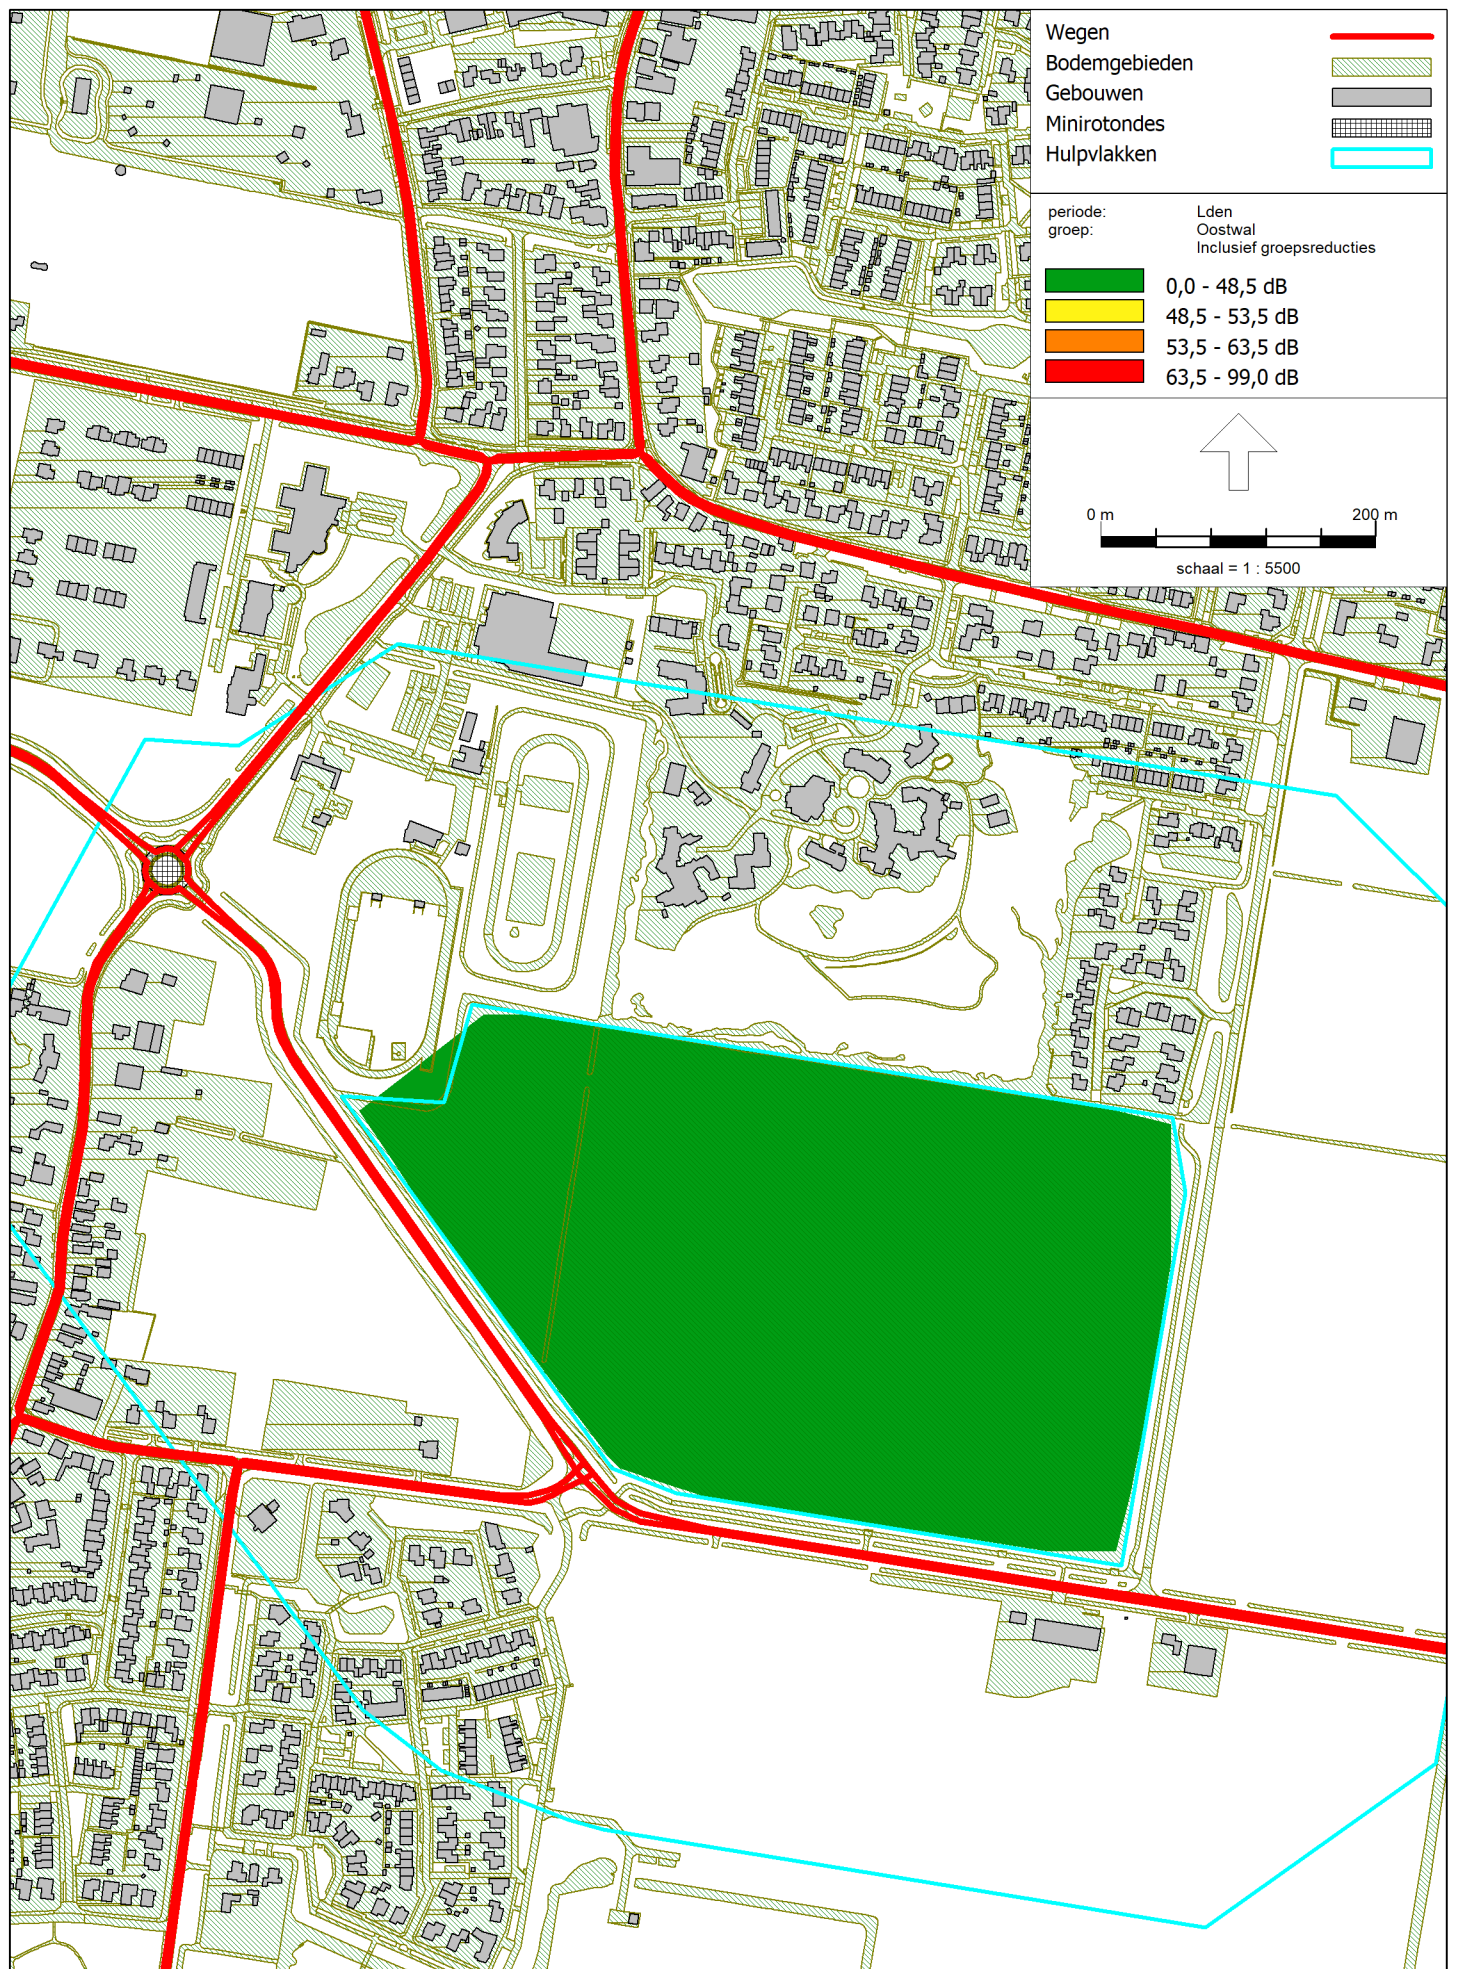 Wegen
Bodemgebieden
Gebouwen
Minirotondes
Hulpvlakken
periode: Lden
groep: Oostwal
Inclusief groepsreducties
0,0 - 48,5 dB
48,5 - 53,5 dB
53,5 - 63,5 dB
63,5 - 99,0 dB
0 m 200 m
schaal = 1 : 5500